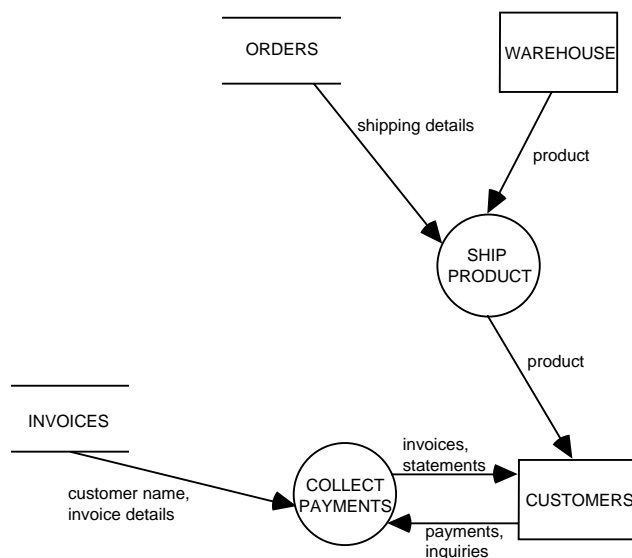 ORDERS
WAREHOUSE
shipping details
product
SHIP
PRODUCT
product
INVOICES
invoices,
statements
customer name,
invoice details
COLLECT
PAYMENTS
CUSTOMERS
payments,
inquiries